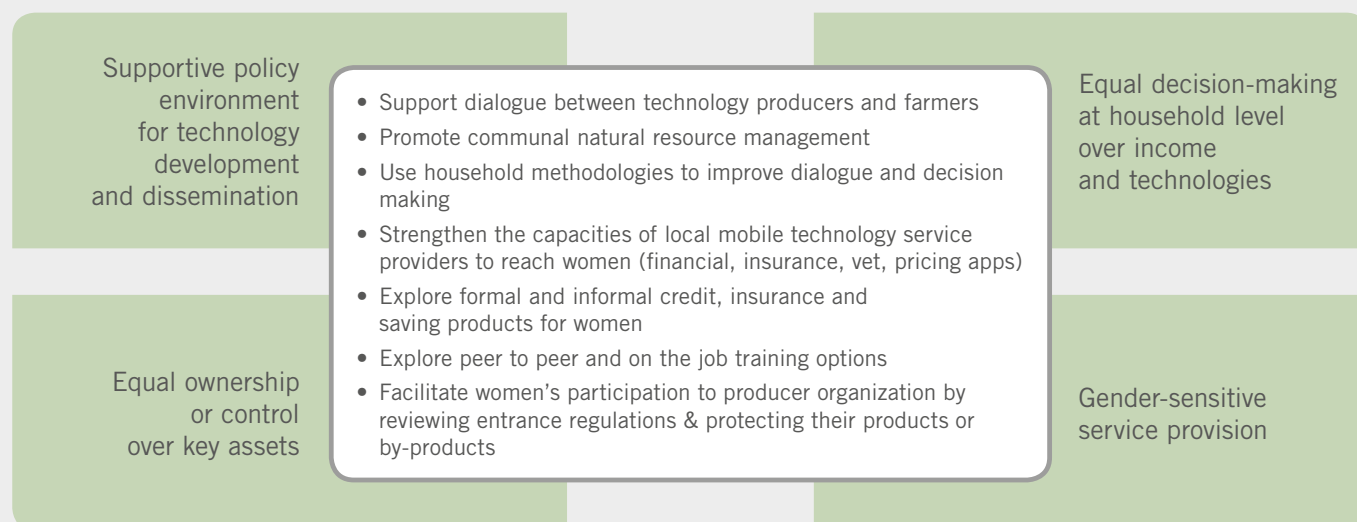 Supportive policy
environment
for technology
development
and dissemination
• Support dialogue between technology producers and farmers
• Promote communal natural resource management
• Use household methodologies to improve dialogue and decision
making
• Strengthen the capacities of local mobile technology service
providers to reach women (financial, insurance, vet, pricing apps)
• Explore formal and informal credit, insurance and
saving products for women
• Explore peer to peer and on the job training options
• Facilitate women's participation to producer organization by
reviewing entrance regulations & protecting their products or
by-products
Equal decision-making
at household level
over income
and technologies
Equal ownership
or control
over key assets
Gender-sensitive
service provision